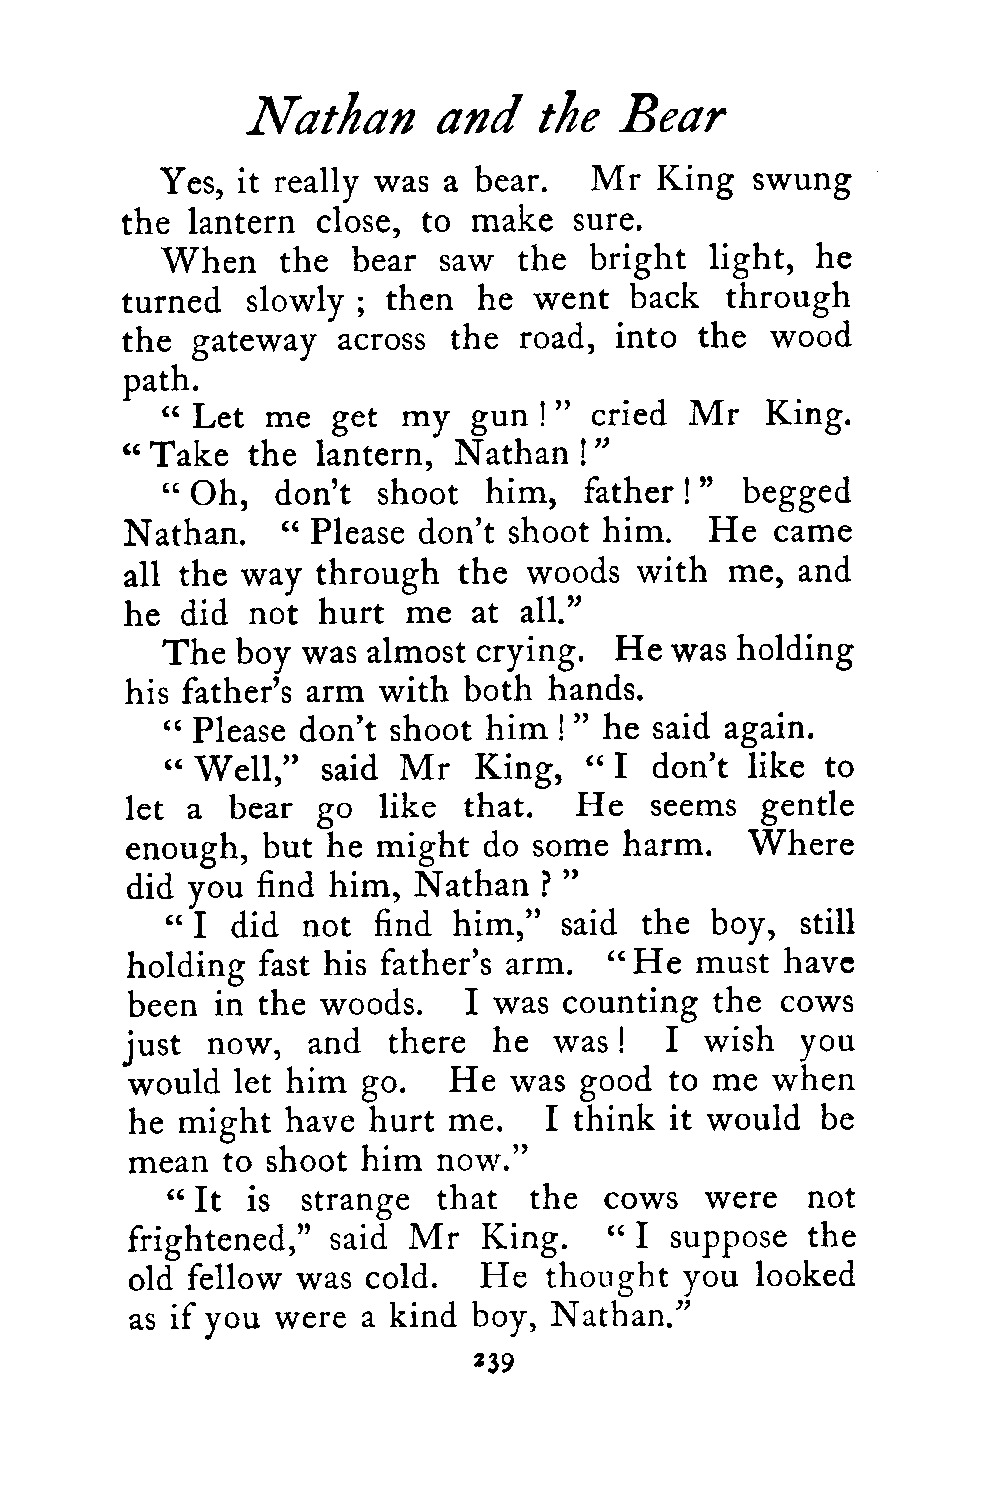 Nathan and the Bear
Yes, it really was a bear. Mr King swung
the lantern close, to make sure.
When the bear saw the bright light, he
turned slowly ; then he went back through
the gateway across the road, into the wood
path.
“ Let me get my gun ! ” cried Mr King.
“ Take the lantern, Nathan ! ”
“ Oh, don’t shoot him, father ! ” begged
Nathan. “ Please don’t shoot him. He came
all the way through the woods with me, and
he did not hurt me at all.”
The boy was almost crying. He was holding
his father’s arm with both hands.
“ Please don’t shoot him ! ” he said again.
“ Well,” said Mr King, “ I don’t like to
let a bear go like that. He seems gentle
enough, but he might do some harm. Where
did you find him, Nathan ? ”
“ I did not find him,” said the boy, still
holding fast his father’s arm. “ He must have
been in the woods. I was counting the cows
just now, and there he was ! I wish you
would let him go. He was good to me when
he might have hurt me. I think it would be
mean to shoot him now.”
“ It is strange that the cows were not
frightened,” said Mr King. “ I suppose the
old fellow was cold. He thought you looked
as if you were a kind boy, Nathan.”
239